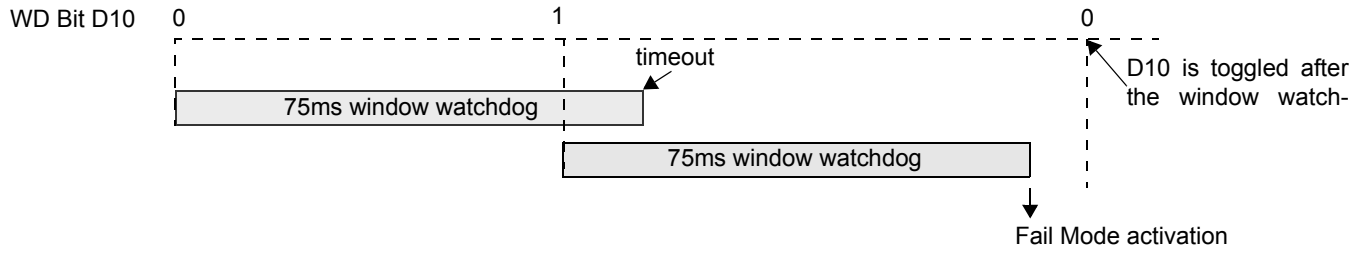 WD Bit D10 0 1 0
timeout
D10 is toggled after
the window watch-
75ms window watchdog
75ms window watchdog
Fail Mode activation